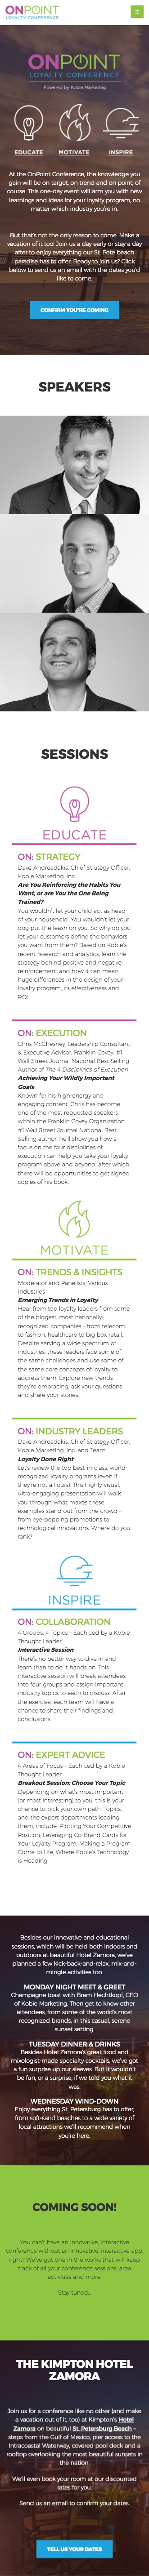 ONPOINT
LOYALTY CONFERENCE
ONPOINT
LOYALTY CONFERENCE
Powered by Kobie Marketing
EDUCATE MOTIVATE INSPIRE
At the OnPoint Conference, the knowledge you
gain will be on target, on trend and on point, of
course. This one-day event will arm you with new
learnings and ideas for your loyalty program, no
matter which industry you're in.
But that's not the only reason to come. Make a
vacation of it too! Join us a day early or stay a day
after to enjoy everything our St. Pete beach
paradise has to offer. Ready to join us? Click
below to send us an email with the dates you'd
like to come.
CONFIRM YOU'RE COMING
SPEAKERS
SESSIONS
EDUCATE
ON: STRATEGY
Dave Andreadakis, Chief Strategy Officer,
Kobie Marketing, Inc.
Are You Reinforcing the Habits You
Want, or are You the One Being
Trained?
You wouldn't let your child act as head
of your household. You wouldn't let your
dog put the leash on you. So why do you
let your customers define the behaviors
you want from them? Based on Kobie's
recent research and analytics, learn the
strategy behind positive and negative
reinforcement and how it can mean
huge differences in the design of your
loyalty program, its effectiveness and
ROI.
ON: EXECUTION
Chris McChesney, Leadership Consultant
& Executive Advisor, Franklin Covey, #1
Wall Street Journal National Best Selling
Author of The 4 Disciplines of Execution
Achieving Your Wildly Important
Goals
Known for his high-energy and
engaging content, Chris has become
one of the most requested speakers
within the Franklin Covey Organization.
#1 Wall Street Journal National Best
Selling author, he'll show you how a
focus on the four disciplines of
execution can help you take your loyalty
program above and beyond, after which
there will be opportunities to get signed
copies of his book.
MOTIVATE
ON: TRENDS & INSIGHTS
Moderator and Panelists, Various
Industries
Emerging Trends in Loyalty
Hear from top loyalty leaders from some
of the biggest, most nationally-
recognized companies – from telecom
to fashion, healthcare to big box retail.
Despite serving a wide spectrum of
industries, these leaders face some of
the same challenges and use some of
the same core aspects of loyalty to
address them. Explore new trends
they're embracing, ask your questions
and share your stories.
ON: INDUSTRY LEADERS
Dave Andreadakis, Chief Strategy Officer,
Kobie Marketing, Inc. and Team
Loyalty Done Right
Let's review the top best-in-class, world-
recognized loyalty programs (even if
they're not all ours). This highly-visual,
ultra-engaging presentation will walk
you through what makes these
examples stand out from the crowd –
from eye-popping promotions to
technological innovations. Where do you
rank?
INSPIRE
ON: COLLABORATION
4 Groups, 4 Topics - Each Led by a Kobie
Thought Leader
Interactive Session
There's no better way to dive in and
learn than to do it hands on. This
interactive session will break attendees
into four groups and assign important
industry topics to each to discuss. After
the exercise, each team will have a
chance to share their findings and
conclusions.
ON: EXPERT ADVICE
4 Areas of Focus - Each Led by a Kobie
Thought Leader
Breakout Session: Choose Your Topic
Depending on what's most important
(or most interesting) to you, this is your
chance to pick your own path. Topics,
and the expert departments leading
them, include; Plotting Your Competitive
Position; Leveraging Co-Brand Cards for
Your Loyalty Program; Making a Program
Come to Life; Where Kobie's Technology
is Heading.
Besides our innovative and educational
sessions, which will be held both indoors and
outdoors at beautiful Hotel Zamora, we've
planned a few kick-back-and-relax, mix-and-
mingle activities too.
MONDAY NIGHT MEET & GREET
Champagne toast with Bram Hechtkopf, CEO
of Kobie Marketing. Then get to know other
attendees, from some of the world's most
recognized brands, in this casual, serene
sunset setting.
TUESDAY DINNER & DRINKS
Besides Hotel Zamora's great food and
mixologist-made specialty cocktails, we've got
a fun surprise up our sleeves. But it wouldn't
be fun, or a surprise, if we told you what it
was.
WEDNESDAY WIND-DOWN
Enjoy everything St. Petersburg has to offer,
from soft-sand beaches to a wide variety of
local attractions we'll recommend when
you're here.
COMING SOON!
You can't have an innovative, interactive
conference without an innovative, interactive app,
right? We've got one in the works that will keep
track of all your conference sessions, area
activities and more.
Stay tuned...
THE KIMPTON HOTEL
ZAMORA
Join us for a conference like no other (and make
a vacation out of it, too) at Kimpton's Hotel
Zamora on beautiful St. Petersburg Beach –
steps from the Gulf of Mexico, pier access to the
Intracoastal Waterway, covered pool deck and a
rooftop overlooking the most beautiful sunsets in
the nation.
We'll even book your room at our discounted
rates for you.
Send us an email to confirm your dates.
TELL US YOUR DATES